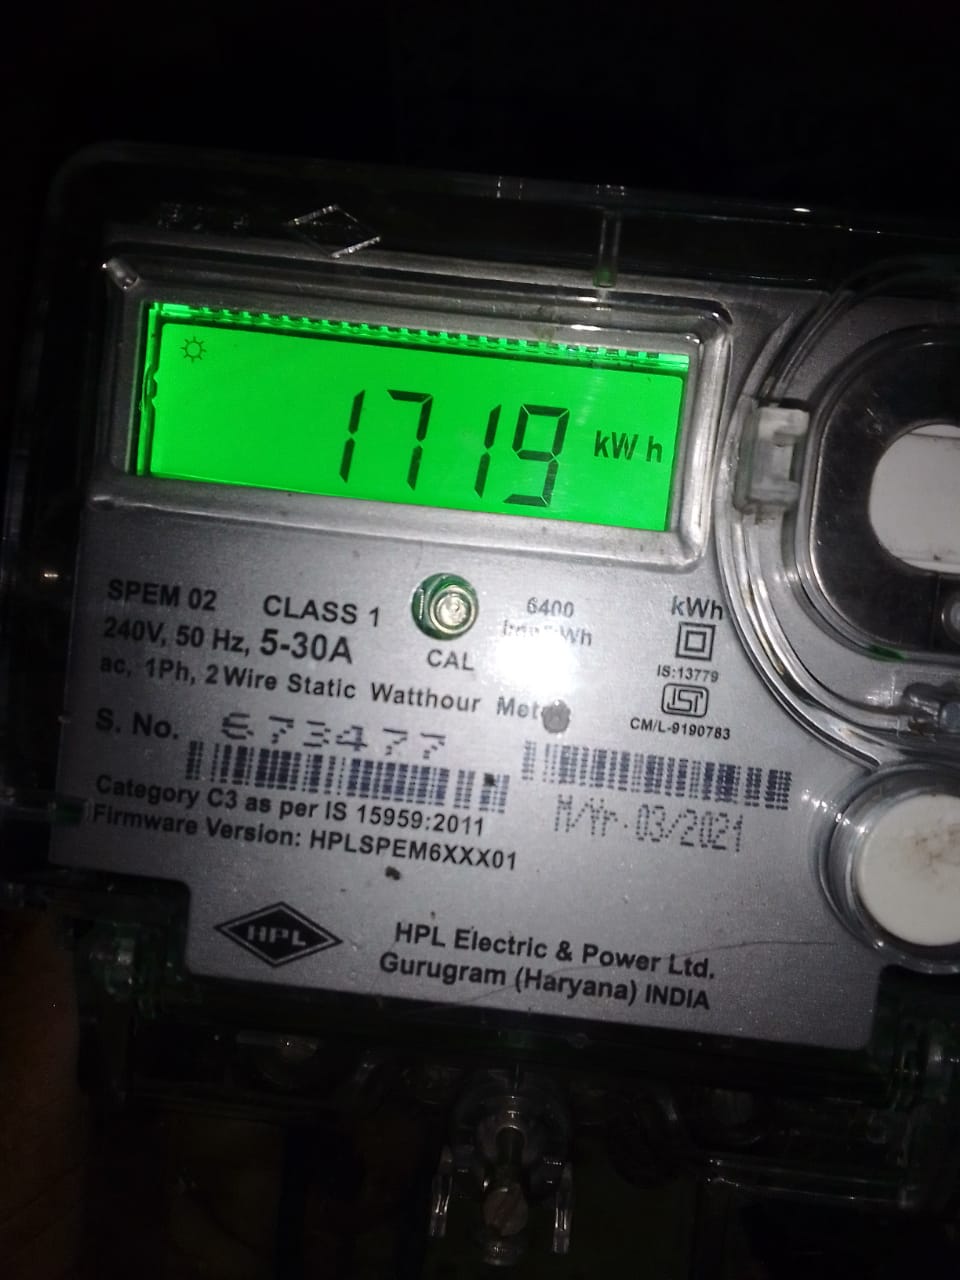 1719 kWh
SPEM 02 CLASS 1 6400 kWh
240V, 50 Hz, 5-30A CAL
IS:13779
ac, 1Ph, 2 Wire Static Watthour
CM/L-9190783
S. No. 673477
Category C3 as per IS 15959:2011
M/Yr. 03/2021
Firmware Version: HPLSPEM6XXX01
HPL
HPL Electric & Power Ltd.
Gurugram (Haryana) INDIA